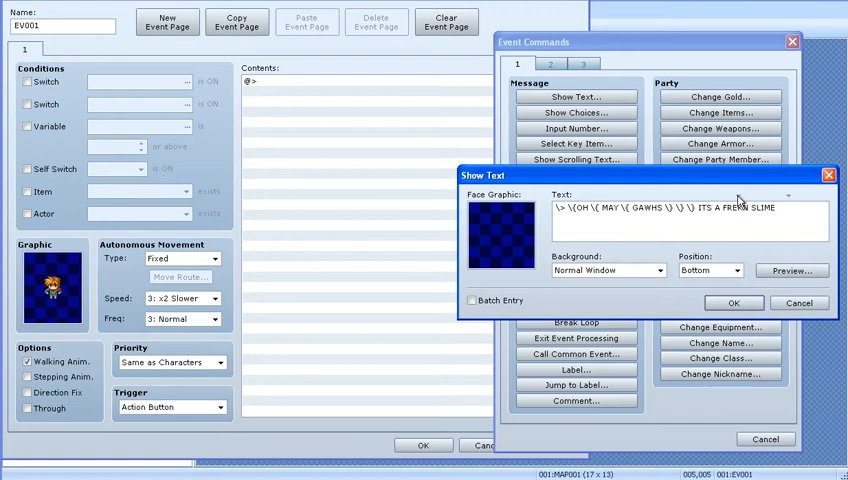 Name:
EV001
New
Event Page
Copy
Event Page
Paste
Event Page
Delete
Event Page
Clear
Event Page
1
Conditions
Switch ... is ON
Switch ... is ON
Variable ... is
or above
Self Switch is ON
Item exists
Actor exists
Graphic
Autonomous Movement
Type: Fixed
Move Route...
Speed: 3: x2 Slower
Freq: 3: Normal
Options
Walking Anim.
Stepping Anim.
Direction Fix
Through
Priority
Same as Characters
Trigger
Action Button
Contents:
@>
OK
Event Commands
1 2 3
Message
Show Text...
Show Choices...
Input Number...
Select Key Item...
Show Scrolling Text...
Party
Change Gold...
Change Items...
Change Weapons...
Change Armor...
Change Party Member...
Show Text
Face Graphic:
Text:
\> \{OH \{ MAY \{ GAWHS \} \} \} ITS A FREKN SLIME
Background:
Normal Window
Position:
Bottom
Preview...
Batch Entry
OK
Cancel
Break Loop
Exit Event Processing
Call Common Event...
Label...
Jump to Label...
Comment...
Change Equipment...
Change Name...
Change Class...
Change Nickname...
Cancel
001:MAP001 (17 x 13)
005,005
001:EV001